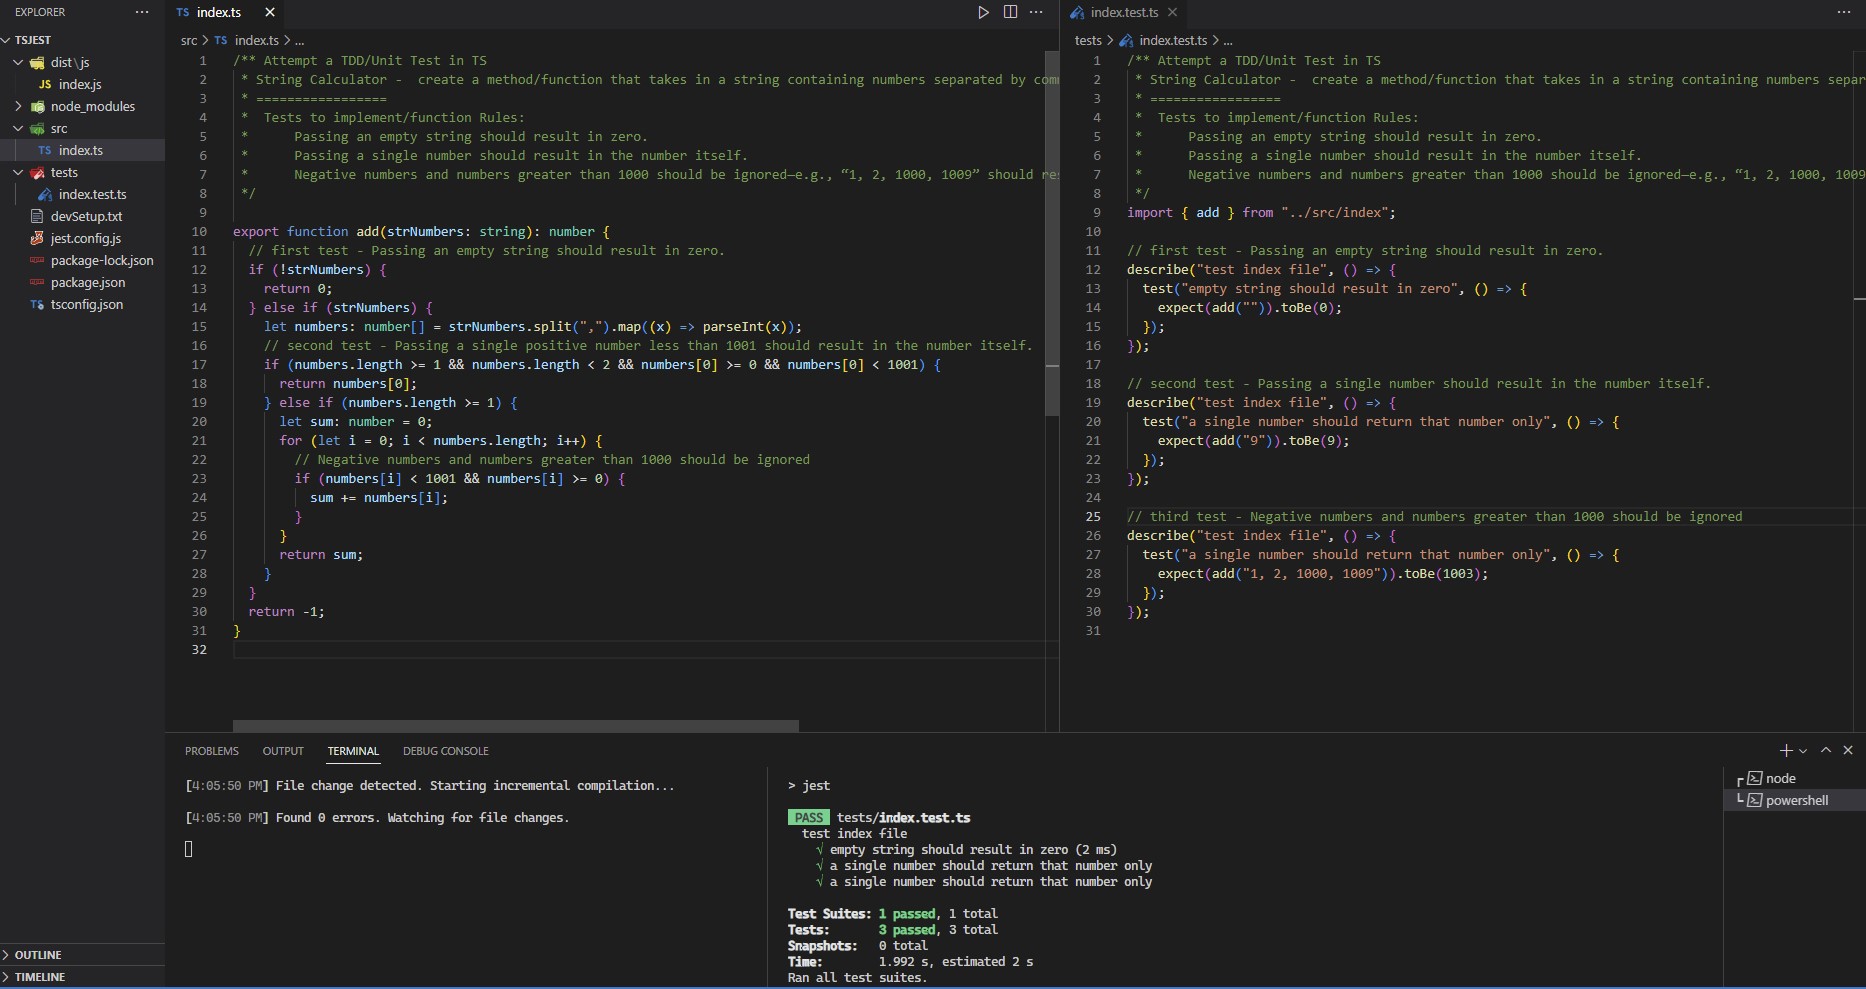 EXPLORER ···
TSJEST
dist\js
JS index.js
node_modules
src
TS index.ts
tests
index.test.ts
devSetup.txt
jest.config.js
package-lock.json
package.json
TS tsconfig.json
OUTLINE
TIMELINE
TS index.ts
src > TS index.ts > ...
1 /** Attempt a TDD/Unit Test in TS
2 * String Calculator -  create a method/function that takes in a string containing numbers separated by com
3 * =================
4 *  Tests to implement/function Rules:
5 *      Passing an empty string should result in zero.
6 *      Passing a single number should result in the number itself.
7 *      Negative numbers and numbers greater than 1000 should be ignored—e.g., “1, 2, 1000, 1009” should re
8 */
9
10 export function add(strNumbers: string): number {
11 // first test - Passing an empty string should result in zero.
12 if (!strNumbers) {
13 return 0;
14 } else if (strNumbers) {
15 let numbers: number[] = strNumbers.split(",").map((x) => parseInt(x));
16 // second test - Passing a single positive number less than 1001 should result in the number itself.
17 if (numbers.length >= 1 && numbers.length < 2 && numbers[0] >= 0 && numbers[0] < 1001) {
18 return numbers[0];
19 } else if (numbers.length >= 1) {
20 let sum: number = 0;
21 for (let i = 0; i < numbers.length; i++) {
22 // Negative numbers and numbers greater than 1000 should be ignored
23 if (numbers[i] < 1001 && numbers[i] >= 0) {
24 sum += numbers[i];
25 }
26 }
27 return sum;
28 }
29 }
30 return -1;
31 }
32
index.test.ts
tests > index.test.ts > ...
1 /** Attempt a TDD/Unit Test in TS
2 * String Calculator -  create a method/function that takes in a string containing numbers separ
3 * =================
4 *  Tests to implement/function Rules:
5 *      Passing an empty string should result in zero.
6 *      Passing a single number should result in the number itself.
7 *      Negative numbers and numbers greater than 1000 should be ignored—e.g., “1, 2, 1000, 1009
8 */
9 import { add } from "../src/index";
10
11 // first test - Passing an empty string should result in zero.
12 describe("test index file", () => {
13 test("empty string should result in zero", () => {
14 expect(add("")).toBe(0);
15 });
16 });
17
18 // second test - Passing a single number should result in the number itself.
19 describe("test index file", () => {
20 test("a single number should return that number only", () => {
21 expect(add("9")).toBe(9);
22 });
23 });
24
25 // third test - Negative numbers and numbers greater than 1000 should be ignored
26 describe("test index file", () => {
27 test("a single number should return that number only", () => {
28 expect(add("1, 2, 1000, 1009")).toBe(1003);
29 });
30 });
31
PROBLEMS OUTPUT TERMINAL DEBUG CONSOLE
[4:05:50 PM] File change detected. Starting incremental compilation...
[4:05:50 PM] Found 0 errors. Watching for file changes.
> jest
PASS tests/index.test.ts
test index file
√ empty string should result in zero (2 ms)
√ a single number should return that number only
√ a single number should return that number only
Test Suites: 1 passed, 1 total
Tests: 3 passed, 3 total
Snapshots: 0 total
Time: 1.992 s, estimated 2 s
Ran all test suites.
node
powershell